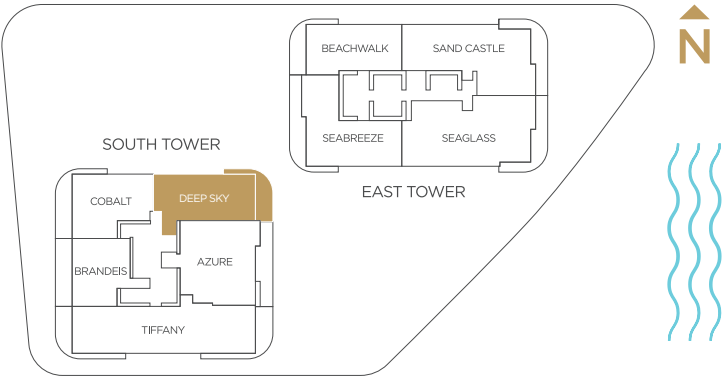 N
BEACHWALK
SAND CASTLE
SEABREEZE
SEAGLASS
EAST TOWER
SOUTH TOWER
COBALT
DEEP SKY
BRANDEIS
AZURE
TIFFANY